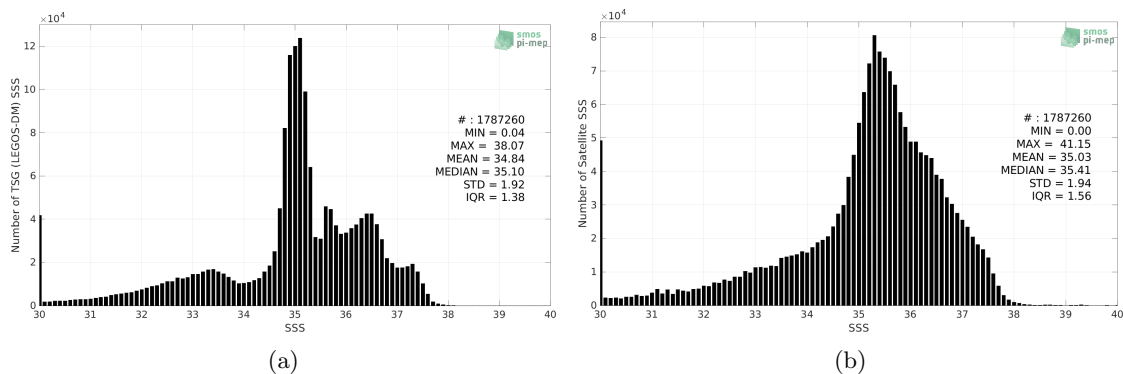 ×10⁴
smos
pi-mep
120000
12
10
8
6
4
2
0
Number of TSG (LEGOS-DM) SSS
# : 1787260
MIN = 0.04
MAX = 38.07
MEAN = 34.84
MEDIAN = 35.10
STD = 1.92
IQR = 1.38
30 31 32 33 34 35 36 37 38 39 40
SSS
(a)
×10⁴
smos
pi-mep
8
7
6
5
4
3
2
1
0
Number of Satellite SSS
# : 1787260
MIN = 0.00
MAX = 41.15
MEAN = 35.03
MEDIAN = 35.41
STD = 1.94
IQR = 1.56
30 31 32 33 34 35 36 37 38 39 40
SSS
(b)